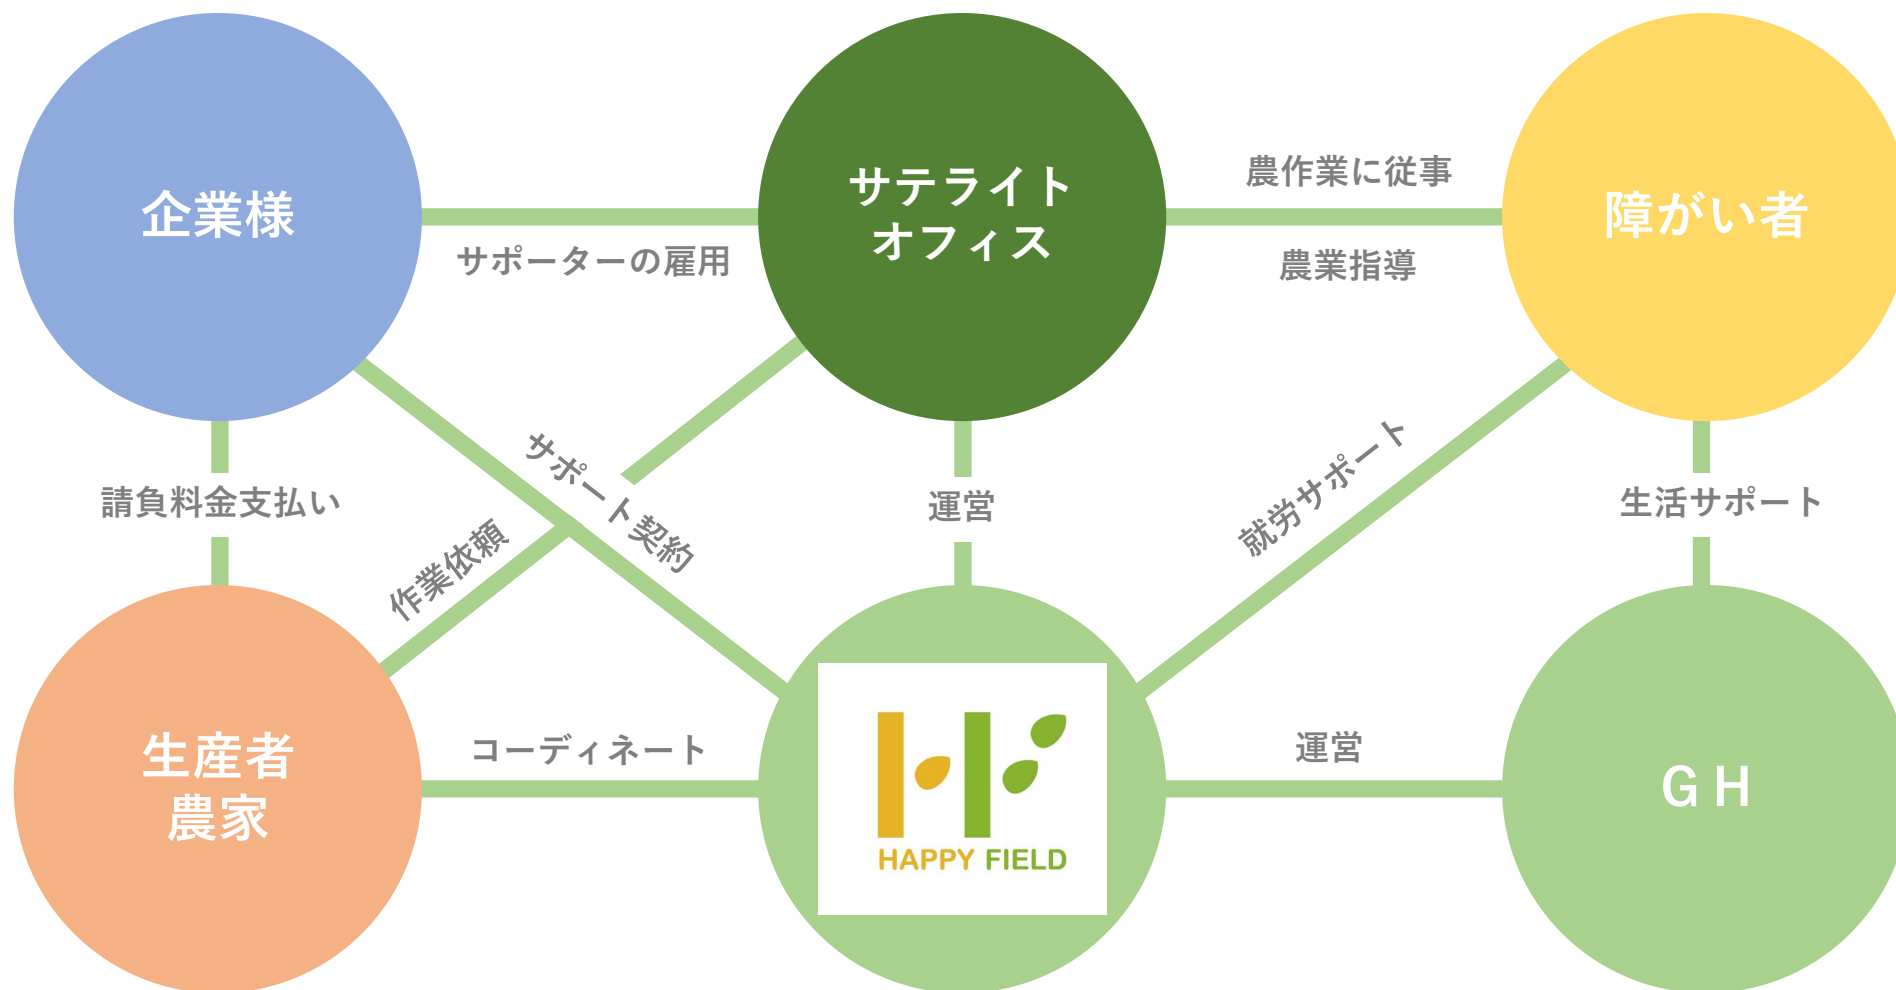 企業様
サテライト
オフィス
障がい者
サポーターの雇用
農作業に従事
農業指導
請負料金支払い
サポート契約
作業依頼
運営
就労サポート
生活サポート
生産者
農家
コーディネート
HAPPY FIELD
運営
ＧＨ